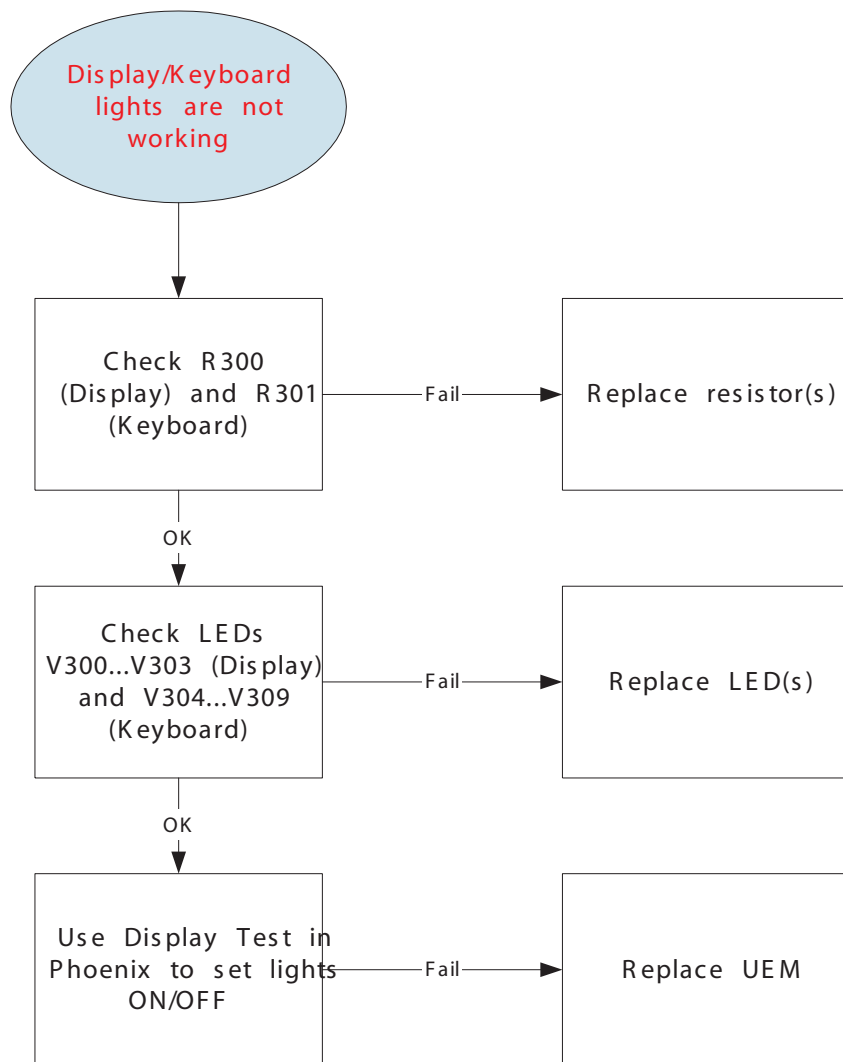 Display/Keyboard
lights are not
working
Check R300
(Display) and R301
(Keyboard)
Fail
Replace resistor(s)
OK
Check LEDs
V300...V303 (Display)
and V304...V309
(Keyboard)
Fail
Replace LED(s)
OK
Use Display Test in
Phoenix to set lights
ON/OFF
Fail
Replace UEM